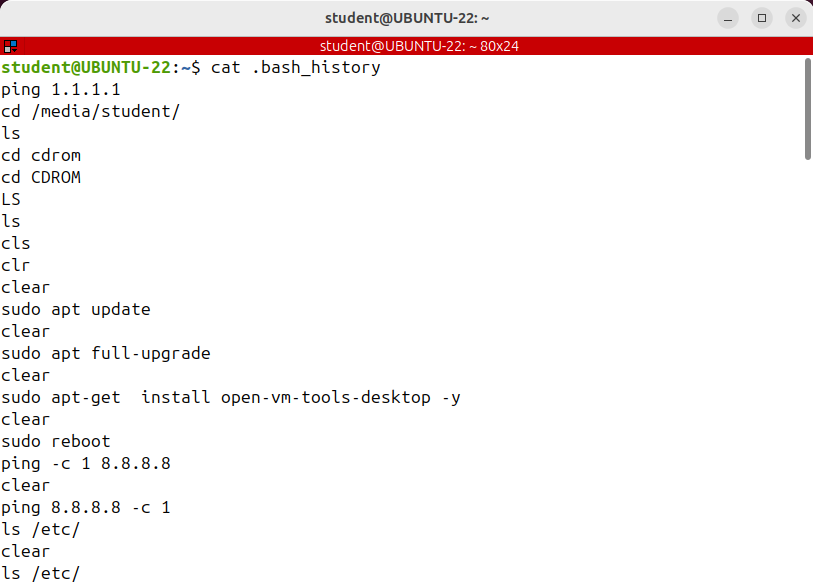 student@UBUNTU-22: ~
student@UBUNTU-22: ~ 80x24
student@UBUNTU-22:~$ cat .bash_history
ping 1.1.1.1
cd /media/student/
ls
cd cdrom
cd CDROM
LS
ls
cls
clr
clear
sudo apt update
clear
sudo apt full-upgrade
clear
sudo apt-get  install open-vm-tools-desktop -y
clear
sudo reboot
ping -c 1 8.8.8.8
clear
ping 8.8.8.8 -c 1
ls /etc/
clear
ls /etc/